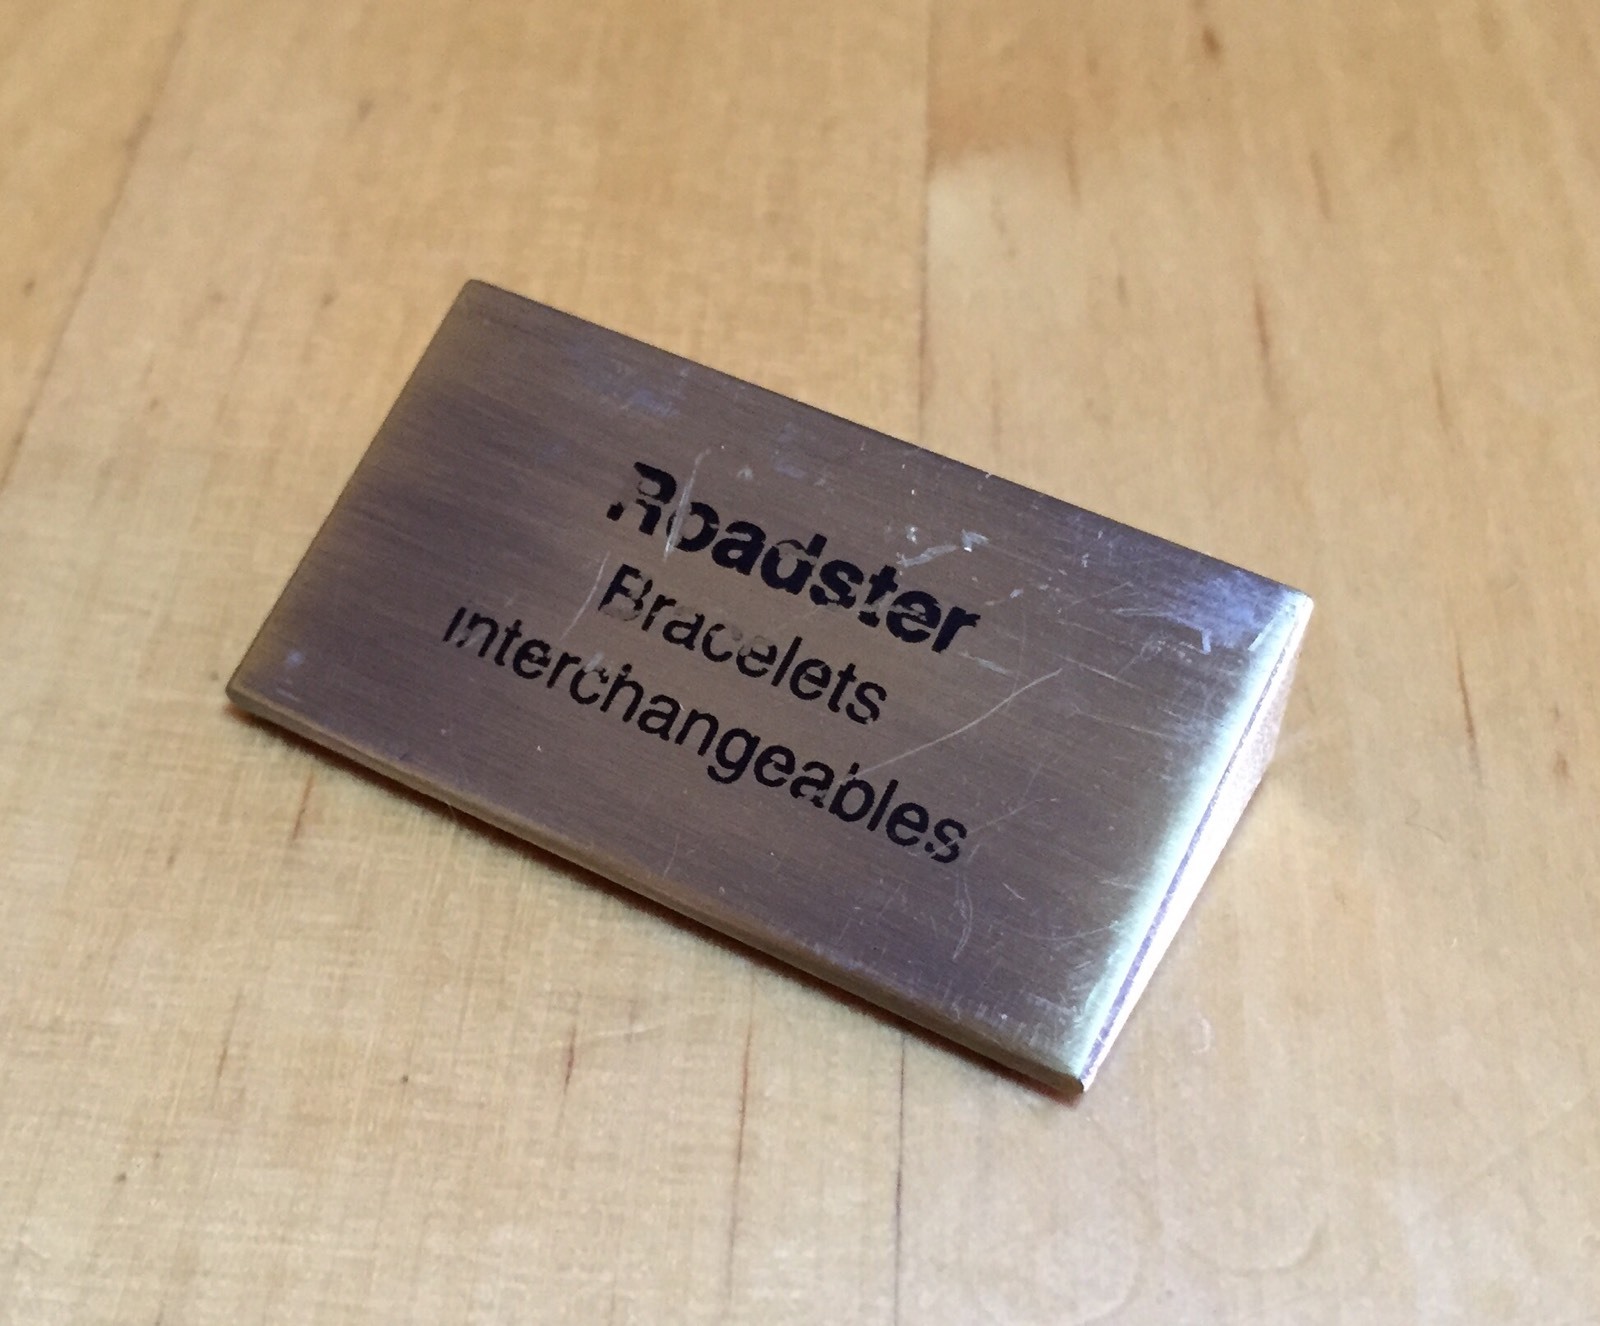 Roadster
Bracelets
interchangeables